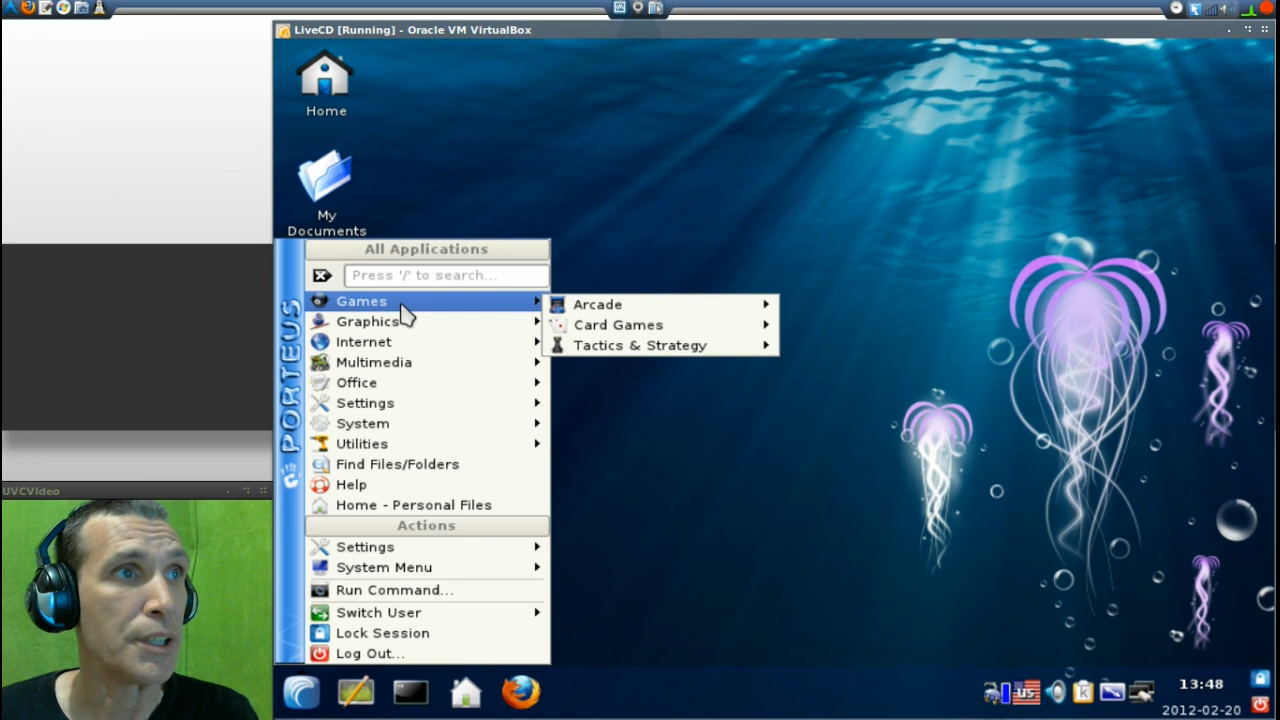 LiveCD [Running] - Oracle VM VirtualBox
Home
My
Documents
All Applications
Press '/' to search...
Games
Graphics
Internet
Multimedia
Office
Settings
System
Utilities
Find Files/Folders
Help
Home - Personal Files
Actions
Settings
System Menu
Run Command...
Switch User
Lock Session
Log Out...
Arcade
Card Games
Tactics & Strategy
PORTEUS
UVCVideo
us
13:48
2012-02-20